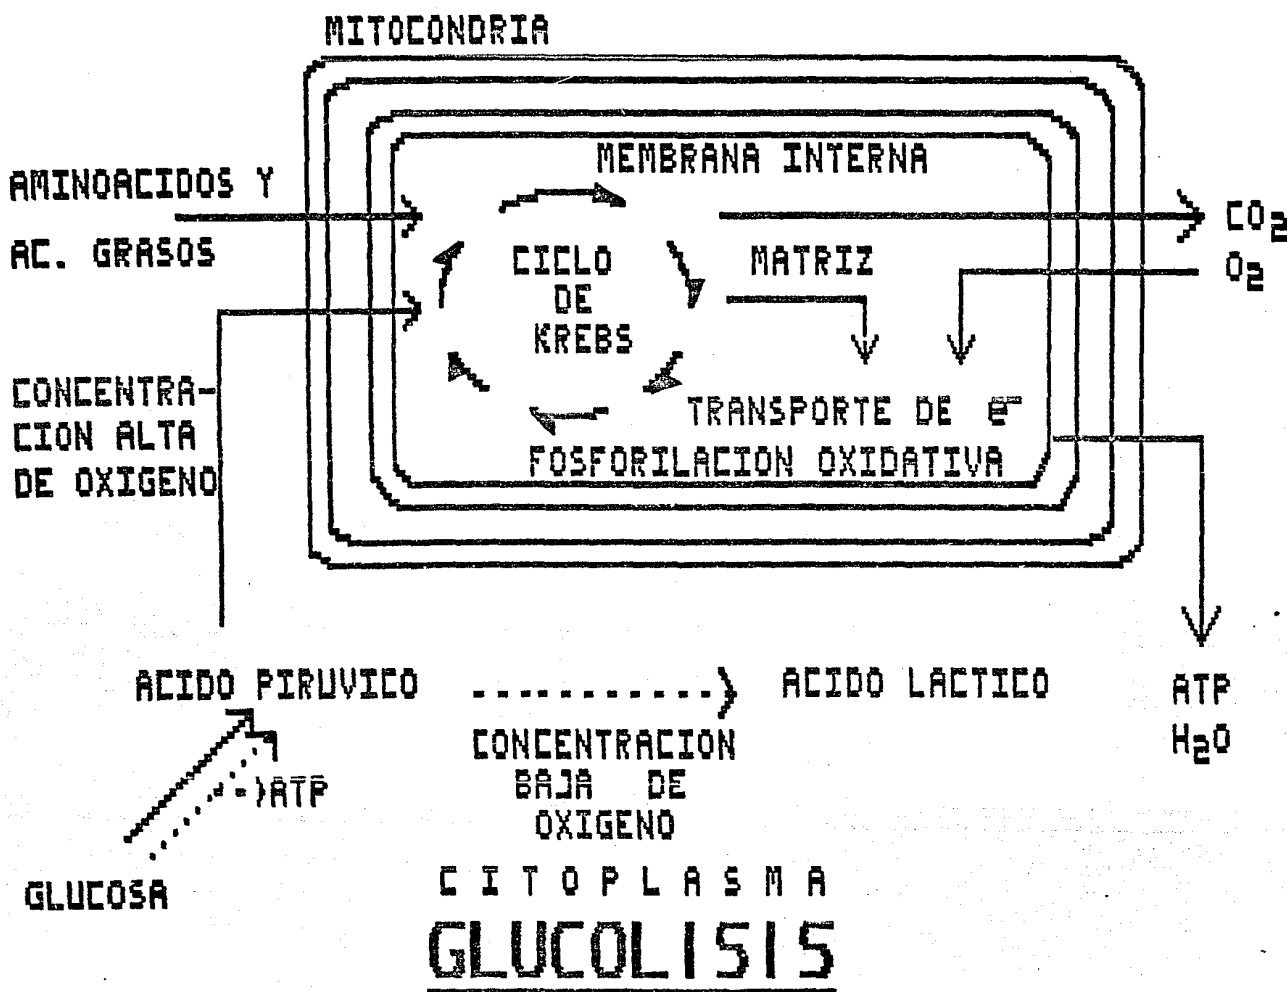 MITOCONDRIA
MEMBRANA INTERNA
AMINOACIDOS Y
AC. GRASOS
CO₂
O₂
CICLO
DE
KREBS
MATRIZ
CONCENTRA-
CION ALTA
DE OXIGENO
TRANSPORTE DE e⁻
FOSFORILACION OXIDATIVA
ACIDO PIRUVICO
ACIDO LACTICO
ATP
H₂O
CONCENTRACION
BAJA DE
OXIGENO
ATP
GLUCOSA
CITOPLASMA
GLUCOLISIS